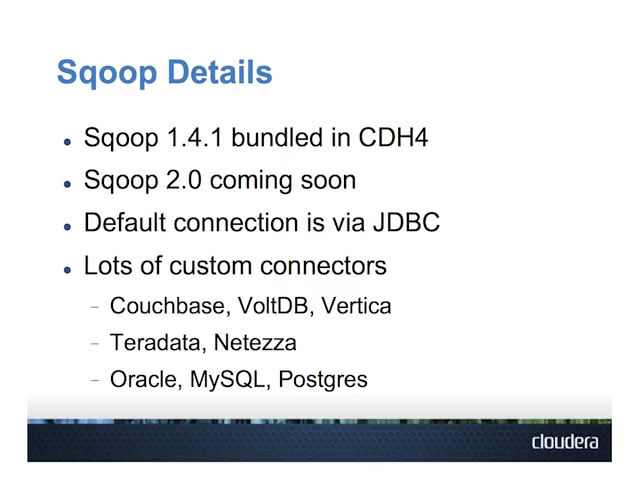 Sqoop Details
Sqoop 1.4.1 bundled in CDH4
Sqoop 2.0 coming soon
Default connection is via JDBC
Lots of custom connectors
Couchbase, VoltDB, Vertica
Teradata, Netezza
Oracle, MySQL, Postgres
cloudera